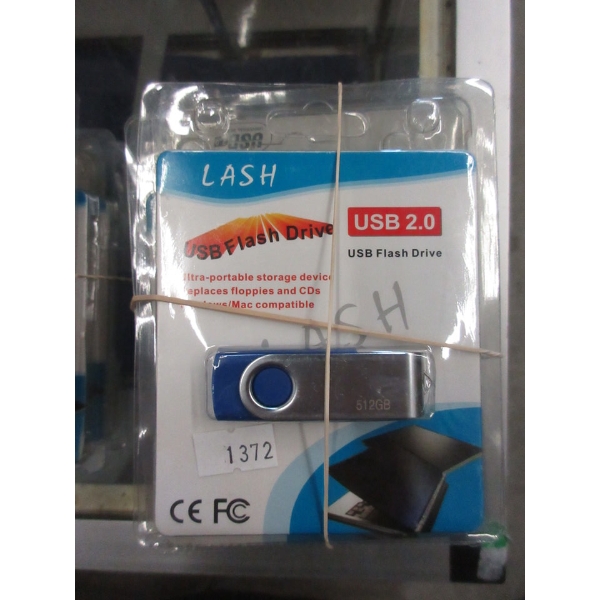 LASH
USB Flash Drive
USB 2.0
USB Flash Drive
ltra-portable storage device
eplaces floppies and CDs
/Mac compatible
LASH
512GB
1372
CE FC